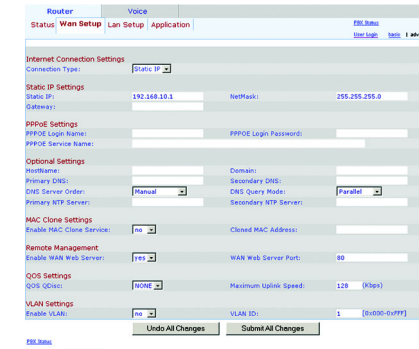 Router Voice
Status Wan Setup Lan Setup Application PBX Status
User Login basic | adv
Internet Connection Settings
Connection Type: Static IP
Static IP Settings
Static IP: 192.168.10.1 NetMask: 255.255.255.0
Gateway:
PPPoE Settings
PPPOE Login Name: PPPOE Login Password:
PPPOE Service Name:
Optional Settings
HostName: Domain:
Primary DNS: Secondary DNS:
DNS Server Order: Manual DNS Query Mode: Parallel
Primary NTP Server: Secondary NTP Server:
MAC Clone Settings
Enable MAC Clone Service: no Cloned MAC Address:
Remote Management
Enable WAN Web Server: yes WAN Web Server Port: 80
QOS Settings
QOS QDisc: NONE Maximum Uplink Speed: 128 (Kbps)
VLAN Settings
Enable VLAN: no VLAN ID: 1 [0x000-0xFFF]
Undo All Changes Submit All Changes
PBX Status